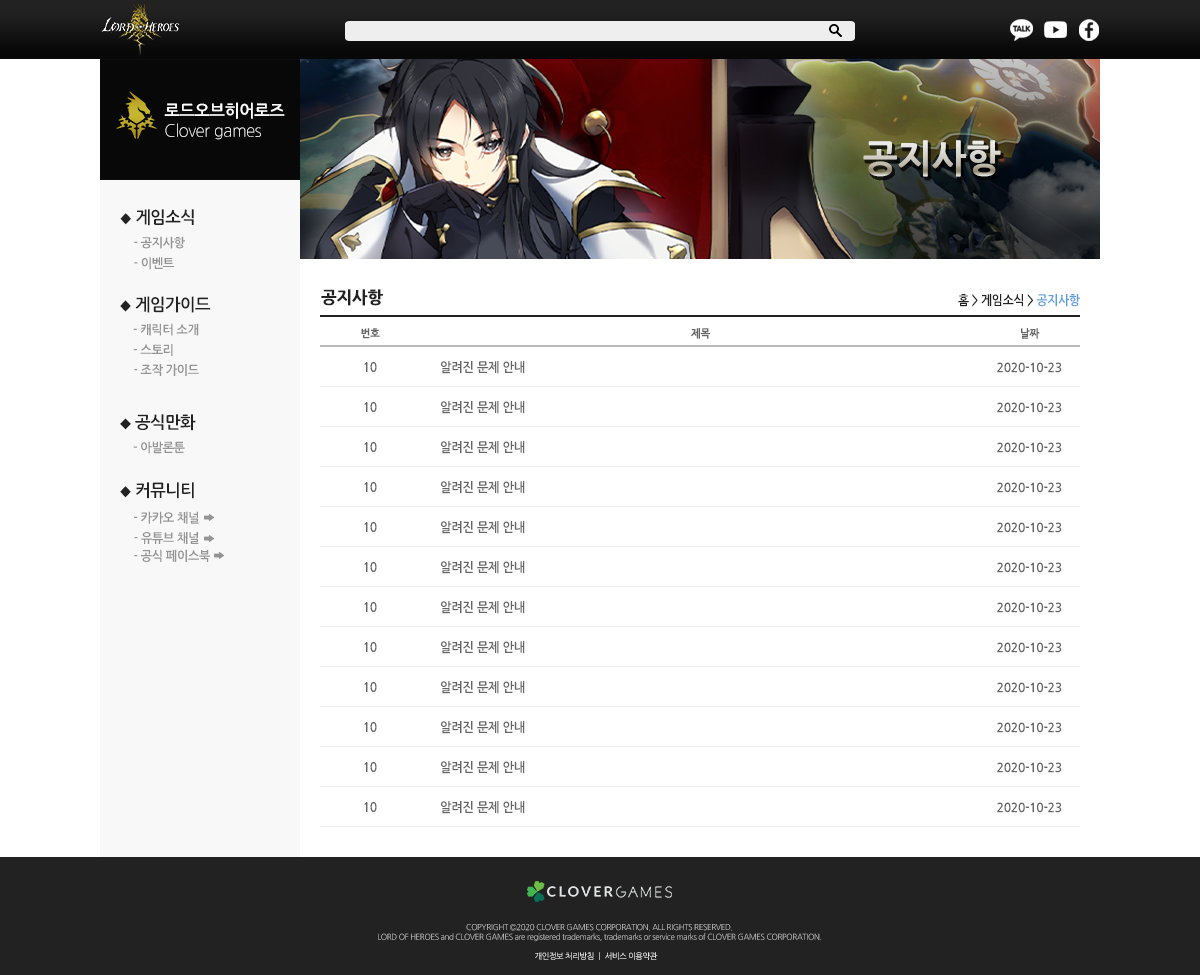 LORD OF HEROES
TALK
로드오브히어로즈
Clover games
공지사항
◆ 게임소식
- 공지사항
- 이벤트
◆ 게임가이드
- 캐릭터 소개
- 스토리
- 조작 가이드
◆ 공식만화
- 아발론툰
◆ 커뮤니티
- 카카오 채널 ➡
- 유튜브 채널 ➡
- 공식 페이스북 ➡
공지사항
홈 > 게임소식 > 공지사항
번호 제목 날짜
10 알려진 문제 안내 2020-10-23
10 알려진 문제 안내 2020-10-23
10 알려진 문제 안내 2020-10-23
10 알려진 문제 안내 2020-10-23
10 알려진 문제 안내 2020-10-23
10 알려진 문제 안내 2020-10-23
10 알려진 문제 안내 2020-10-23
10 알려진 문제 안내 2020-10-23
10 알려진 문제 안내 2020-10-23
10 알려진 문제 안내 2020-10-23
10 알려진 문제 안내 2020-10-23
10 알려진 문제 안내 2020-10-23
CLOVERGAMES
COPYRIGHT ©2020 CLOVER GAMES CORPORATION. ALL RIGHTS RESERVED.
LORD OF HEROES and CLOVER GAMES are registered trademarks, trademarks or service marks of CLOVER GAMES CORPORATION.
개인정보 처리방침 | 서비스 이용약관